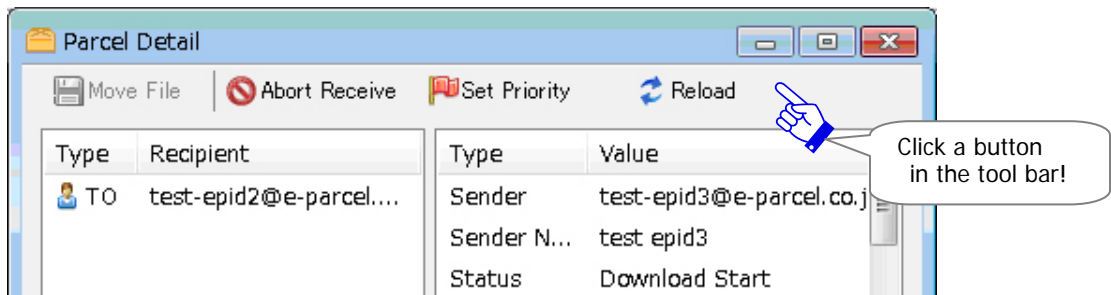 Parcel Detail
Move File Abort Receive Set Priority Reload
Type Recipient Type Value
TO test-epid2@e-parcel.... Sender test-epid3@e-parcel.co.j
Sender N... test epid3
Status Download Start
Click a button
in the tool bar!